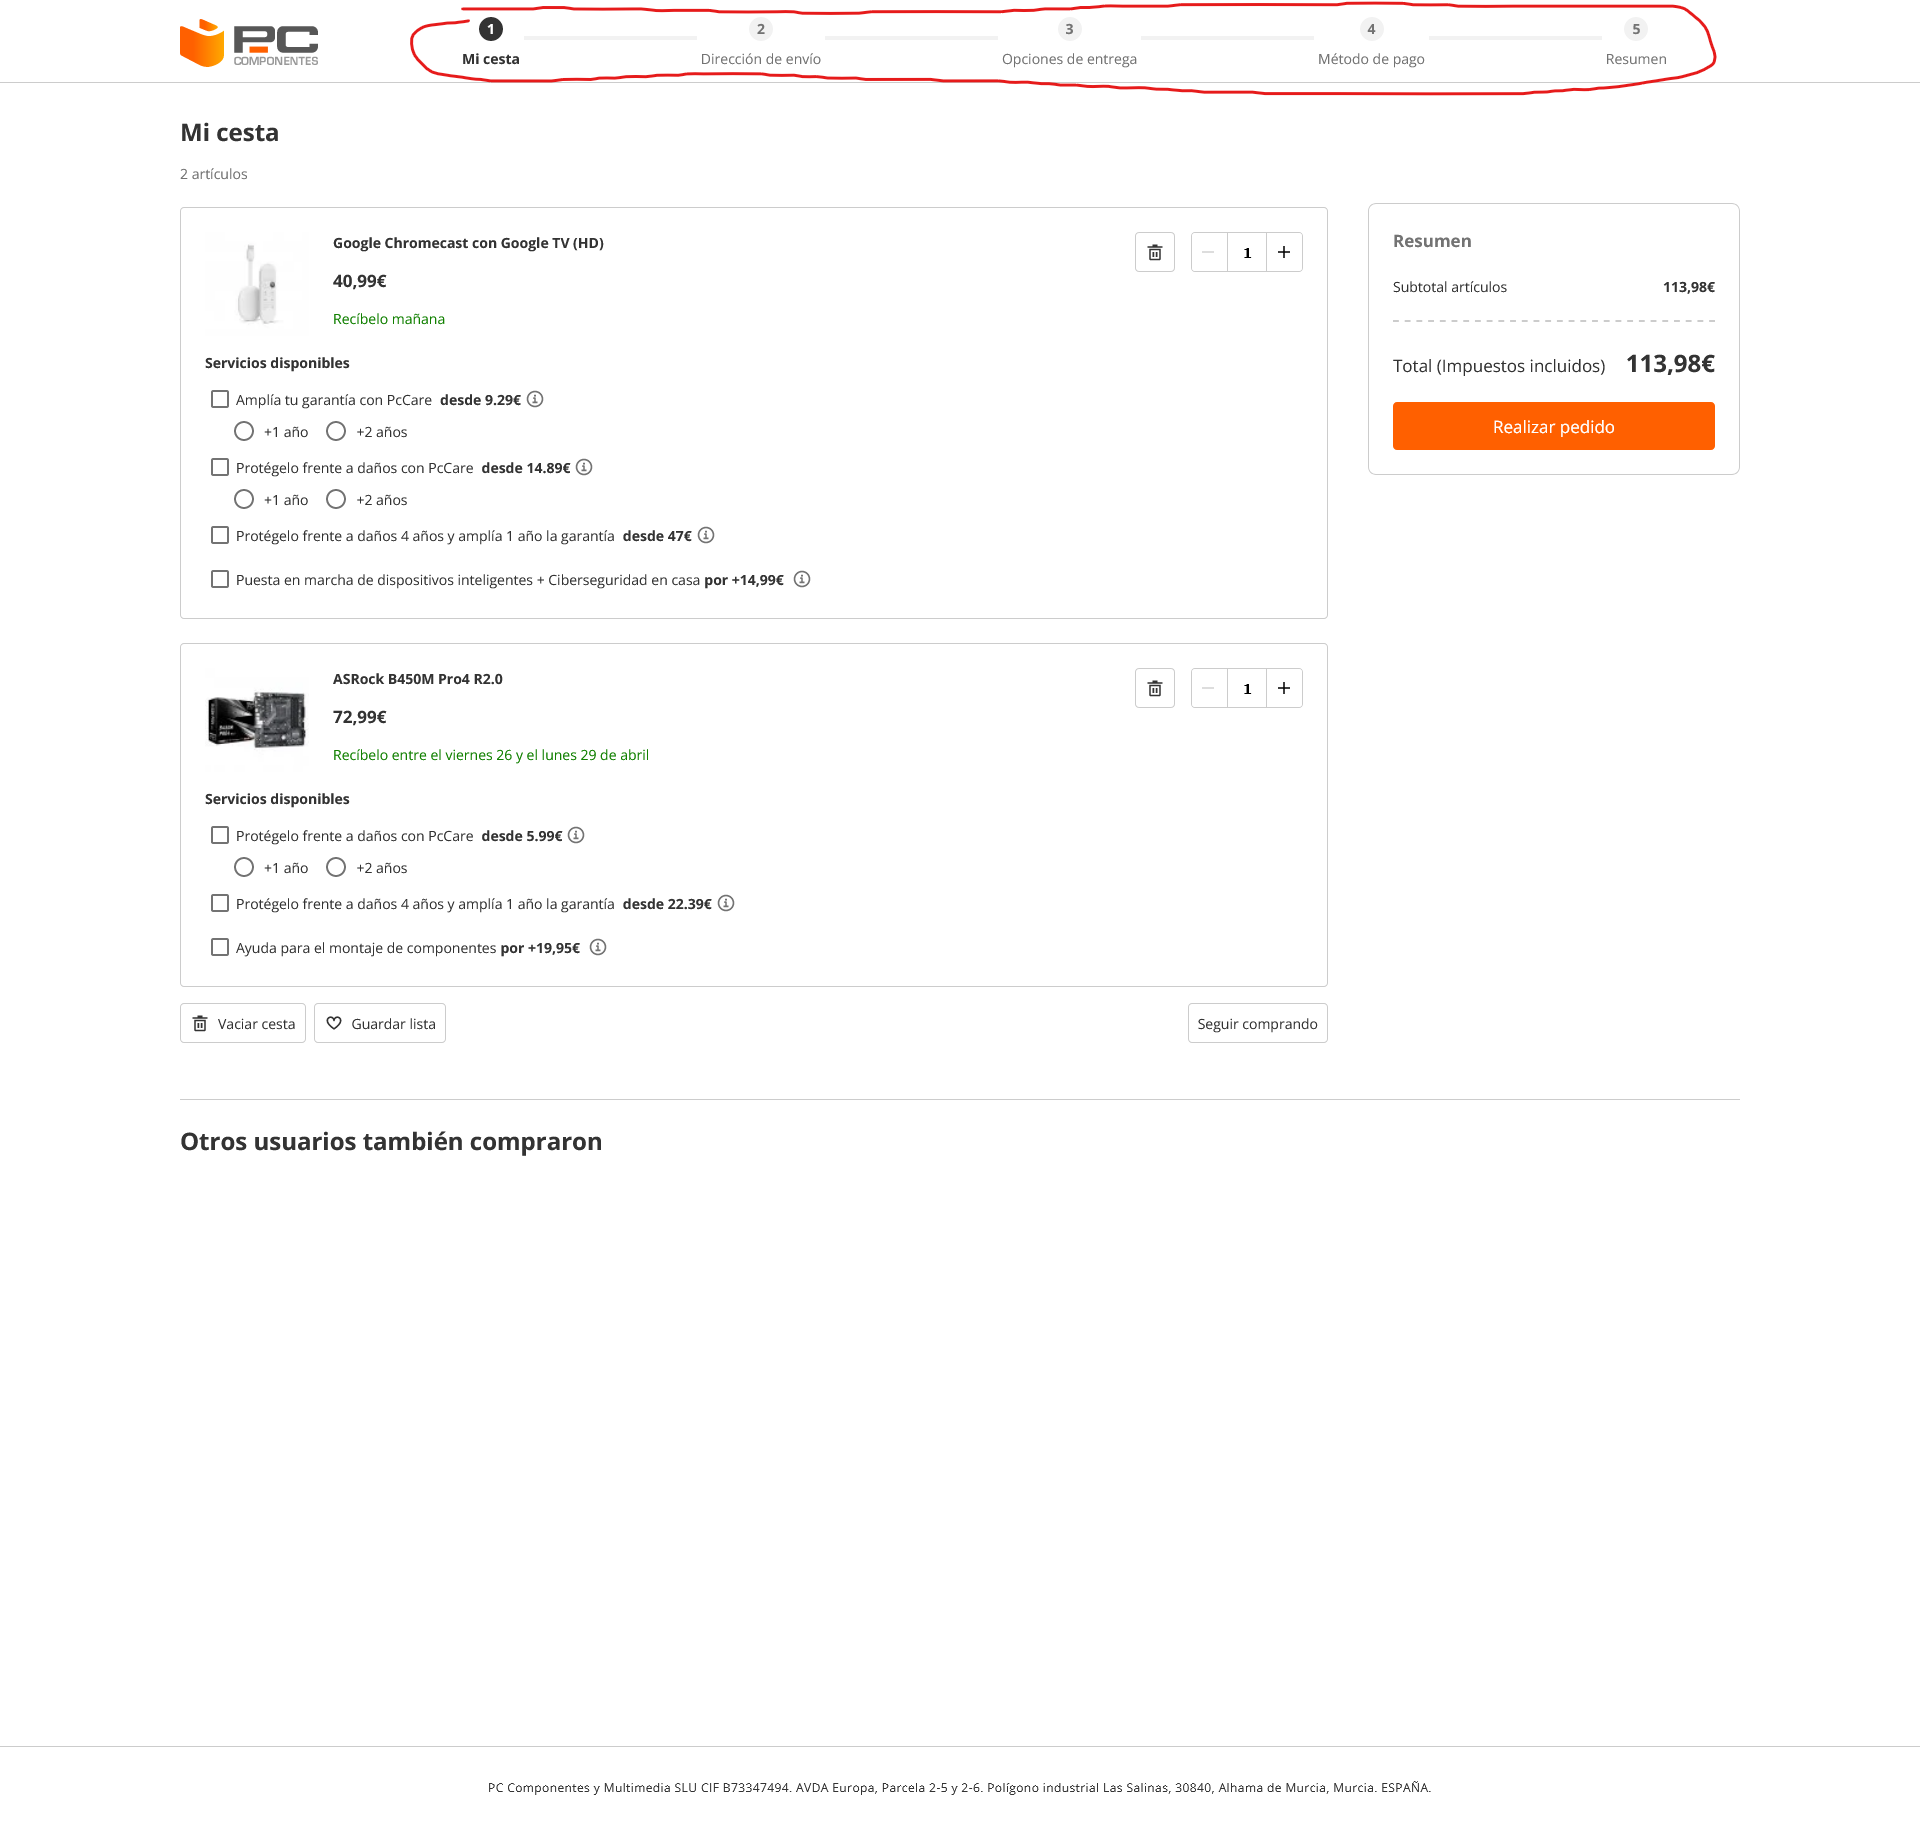 PC
COMPONENTES
1
Mi cesta
2
Dirección de envío
3
Opciones de entrega
4
Método de pago
5
Resumen
Mi cesta
2 artículos
Google Chromecast con Google TV (HD)
40,99€
Recíbelo mañana
1
Servicios disponibles
Amplía tu garantía con PcCare desde 9.29€
+1 año +2 años
Protégelo frente a daños con PcCare desde 14.89€
+1 año +2 años
Protégelo frente a daños 4 años y amplía 1 año la garantía desde 47€
Puesta en marcha de dispositivos inteligentes + Ciberseguridad en casa por +14,99€
ASRock B450M Pro4 R2.0
72,99€
Recíbelo entre el viernes 26 y el lunes 29 de abril
1
Servicios disponibles
Protégelo frente a daños con PcCare desde 5.99€
+1 año +2 años
Protégelo frente a daños 4 años y amplía 1 año la garantía desde 22.39€
Ayuda para el montaje de componentes por +19,95€
Vaciar cesta
Guardar lista
Seguir comprando
Resumen
Subtotal artículos 113,98€
Total (Impuestos incluidos) 113,98€
Realizar pedido
Otros usuarios también compraron
PC Componentes y Multimedia SLU CIF B73347494. AVDA Europa, Parcela 2-5 y 2-6. Polígono industrial Las Salinas, 30840, Alhama de Murcia, Murcia. ESPAÑA.